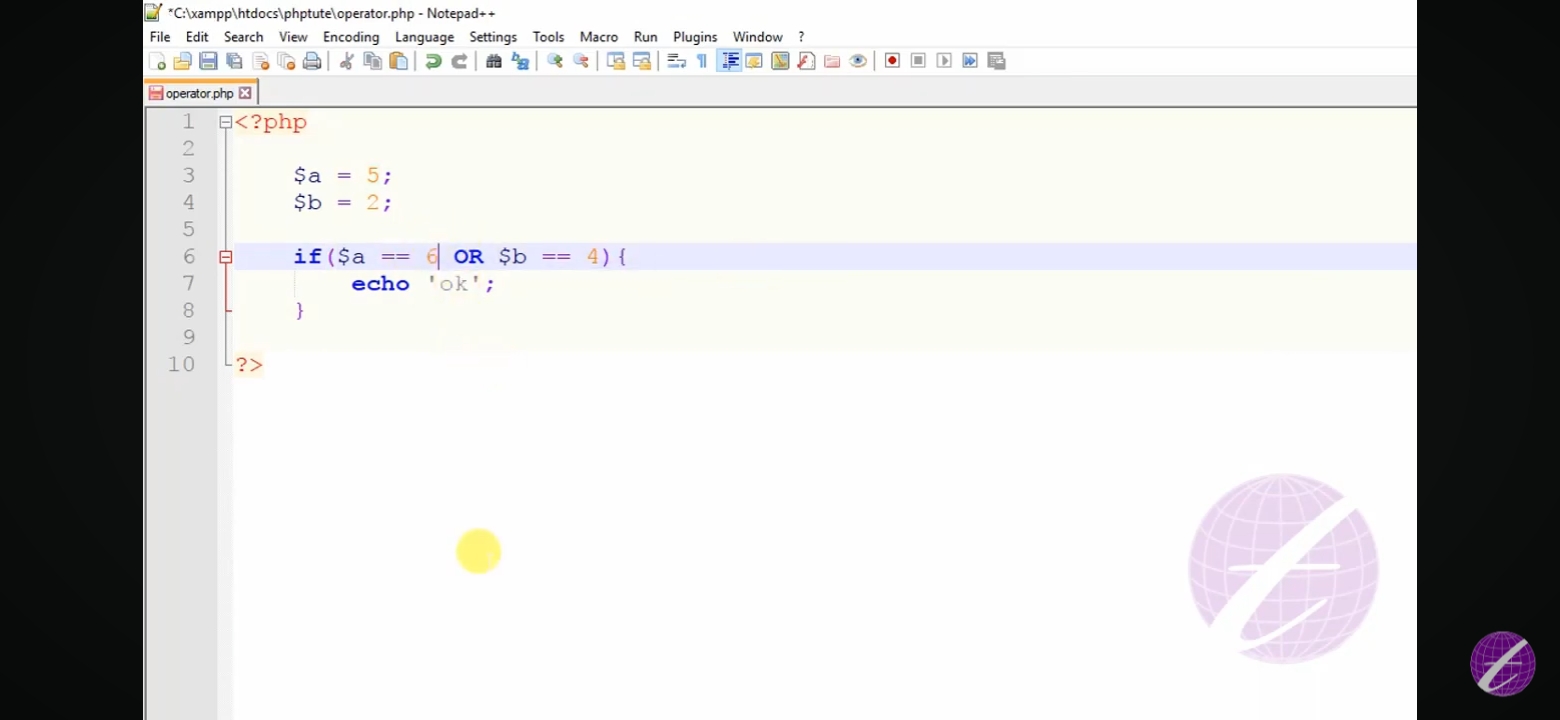 *C:\xampp\htdocs\phptute\operator.php - Notepad++
File Edit Search View Encoding Language Settings Tools Macro Run Plugins Window ?
operator.php
1 <?php
2
3 $a = 5;
4 $b = 2;
5
6 if($a == 6 OR $b == 4){
7 echo 'ok';
8 }
9
10 ?>